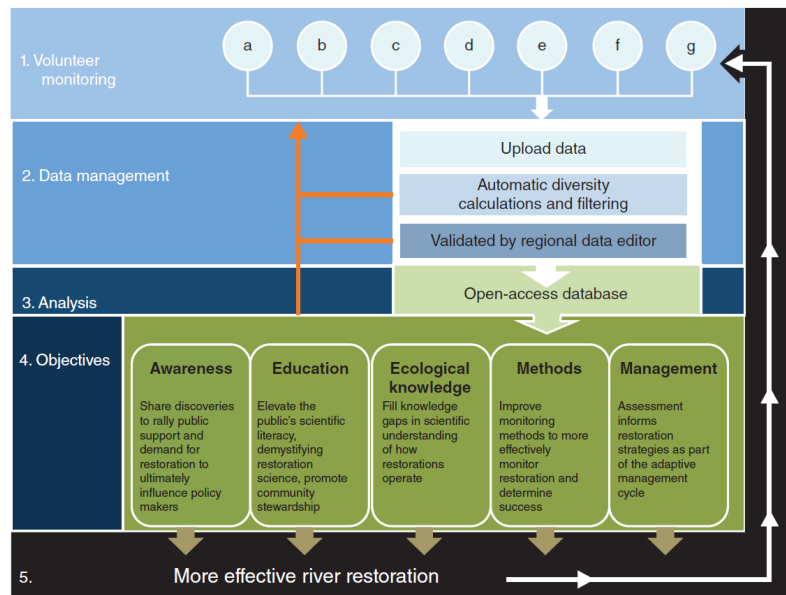 1. Volunteer
monitoring
a b c d e f g
2. Data management
Upload data
Automatic diversity
calculations and filtering
Validated by regional data editor
3. Analysis
Open-access database
4. Objectives
Awareness
Share discoveries
to rally public
support and
demand for
restoration to
ultimately
influence policy
makers
Education
Elevate the
public's scientific
literacy,
demystifying
restoration
science, promote
community
stewardship
Ecological
knowledge
Fill knowledge
gaps in scientific
understanding
of how
restorations
operate
Methods
Improve
monitoring
methods to more
effectively
monitor
restoration and
determine
success
Management
Assessment
informs
restoration
strategies as part
of the adaptive
management
cycle
5.
More effective river restoration